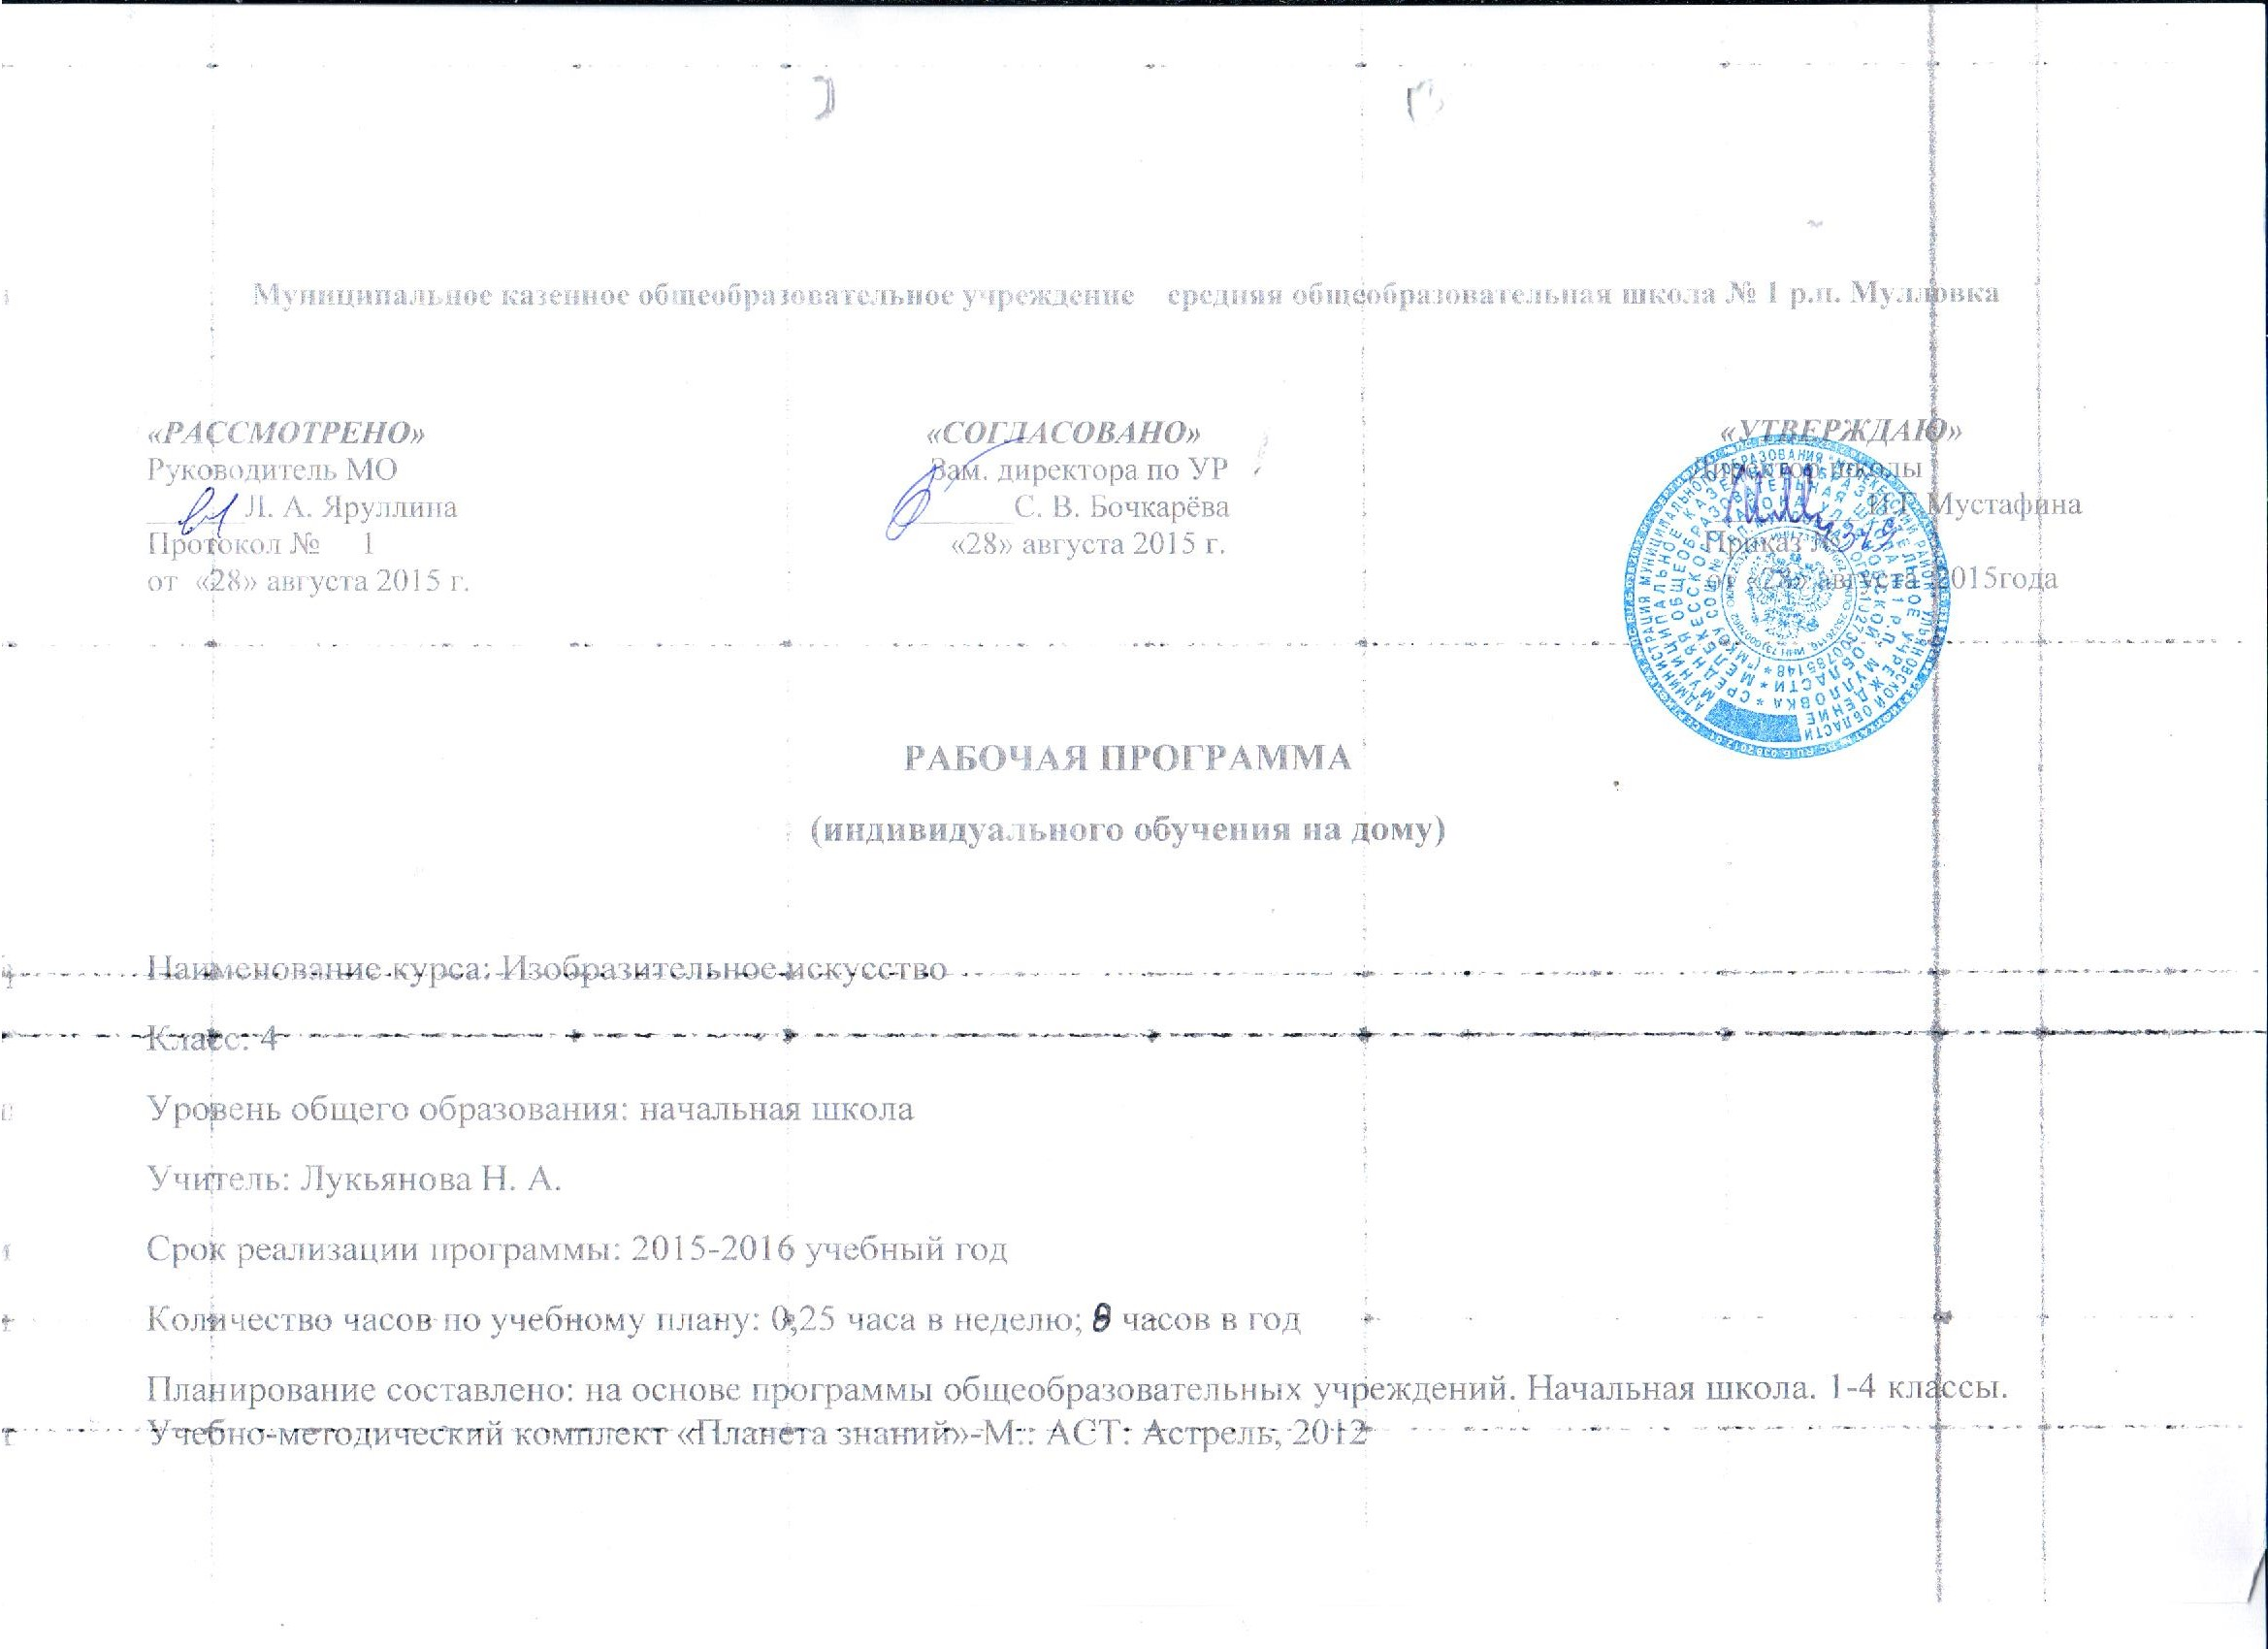 Муниципальное казенное общеобразовательное учреждение средняя общеобразовательная школа № 1 р.п. Мулловка
«РАССМОТРЕНО»
Руководитель МО
Л. А. Яруллина
Протокол № 1
от «28» августа 2015 г.
«СОГЛАСОВАНО»
Зам. директора по УР
С. В. Бочкарёва
«28» августа 2015 г.
«УТВЕРЖДАЮ»
Директор школы
Мустафина
Приказ №
от «28» августа 2015года
РАБОЧАЯ ПРОГРАММА
(индивидуального обучения на дому)
Наименование курса: Изобразительное искусство
Класс: 4
Уровень общего образования: начальная школа
Учитель: Лукьянова Н. А.
Срок реализации программы: 2015-2016 учебный год
Количество часов по учебному плану: 0,25 часа в неделю; часов в год
Планирование составлено: на основе программы общеобразовательных учреждений. Начальная школа. 1-4 классы.
Учебно-методический комплект «Планета знаний»-М.: АСТ: Астрель, 2012